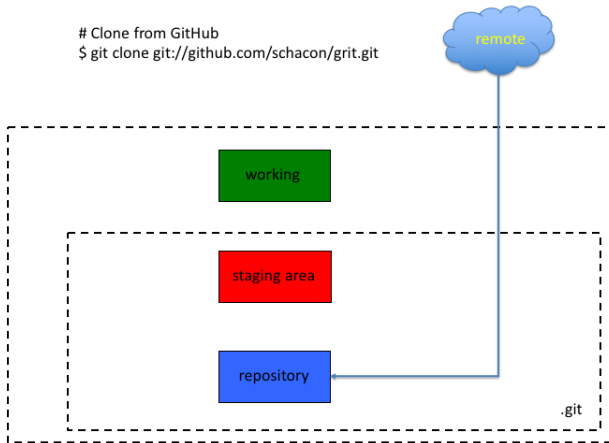 # Clone from GitHub
$ git clone git://github.com/schacon/grit.git
remote
working
staging area
repository
.git